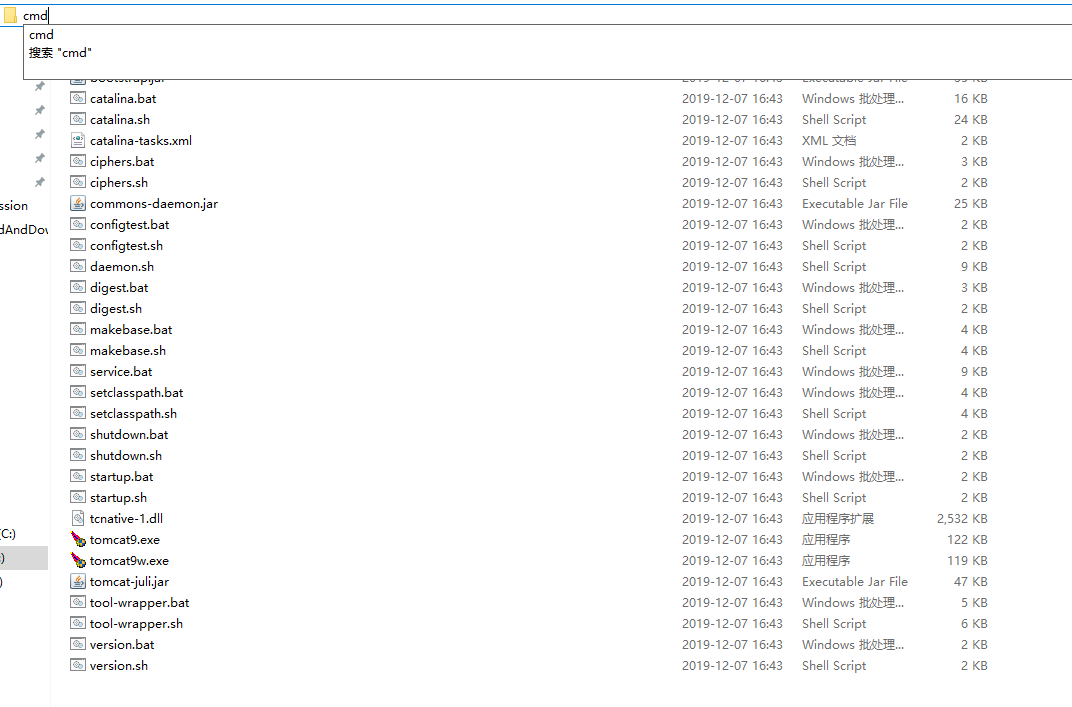 cmd
cmd
搜索 "cmd"
catalina.bat 2019-12-07 16:43 Windows 批处理... 16 KB
catalina.sh 2019-12-07 16:43 Shell Script 24 KB
catalina-tasks.xml 2019-12-07 16:43 XML 文档 2 KB
ciphers.bat 2019-12-07 16:43 Windows 批处理... 3 KB
ciphers.sh 2019-12-07 16:43 Shell Script 2 KB
ssion commons-daemon.jar 2019-12-07 16:43 Executable Jar File 25 KB
dAndDov configtest.bat 2019-12-07 16:43 Windows 批处理... 2 KB
configtest.sh 2019-12-07 16:43 Shell Script 2 KB
daemon.sh 2019-12-07 16:43 Shell Script 9 KB
digest.bat 2019-12-07 16:43 Windows 批处理... 3 KB
digest.sh 2019-12-07 16:43 Shell Script 2 KB
makebase.bat 2019-12-07 16:43 Windows 批处理... 4 KB
makebase.sh 2019-12-07 16:43 Shell Script 4 KB
service.bat 2019-12-07 16:43 Windows 批处理... 9 KB
setclasspath.bat 2019-12-07 16:43 Windows 批处理... 4 KB
setclasspath.sh 2019-12-07 16:43 Shell Script 4 KB
shutdown.bat 2019-12-07 16:43 Windows 批处理... 2 KB
shutdown.sh 2019-12-07 16:43 Shell Script 2 KB
startup.bat 2019-12-07 16:43 Windows 批处理... 2 KB
startup.sh 2019-12-07 16:43 Shell Script 2 KB
tcnative-1.dll 2019-12-07 16:43 应用程序扩展 2,532 KB
(C:) tomcat9.exe 2019-12-07 16:43 应用程序 122 KB
:) tomcat9w.exe 2019-12-07 16:43 应用程序 119 KB
) tomcat-juli.jar 2019-12-07 16:43 Executable Jar File 47 KB
tool-wrapper.bat 2019-12-07 16:43 Windows 批处理... 5 KB
tool-wrapper.sh 2019-12-07 16:43 Shell Script 6 KB
version.bat 2019-12-07 16:43 Windows 批处理... 2 KB
version.sh 2019-12-07 16:43 Shell Script 2 KB